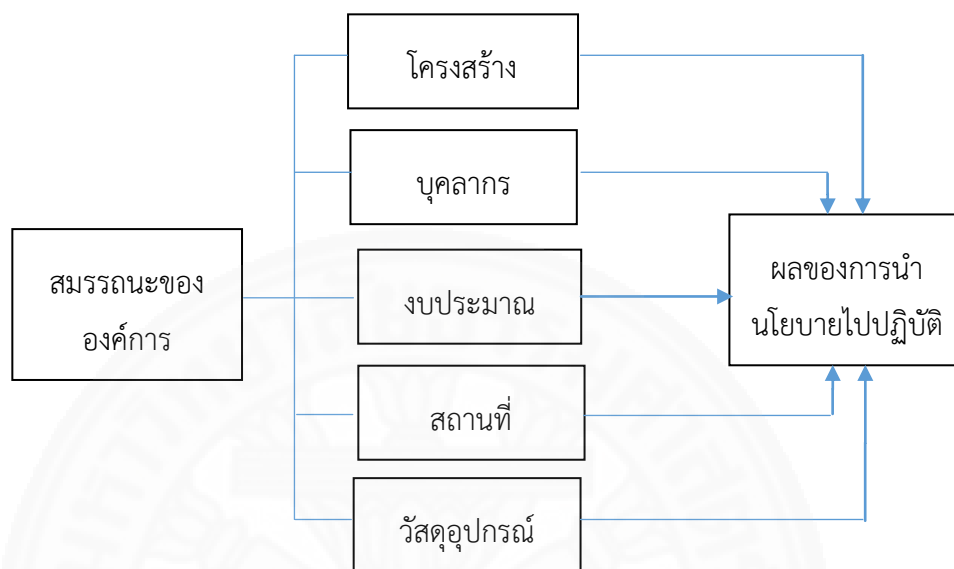 โครงสร้าง
บุคลากร
สมรรถนะของ
องค์การ
งบประมาณ
ผลของการนำ
นโยบายไปปฏิบัติ
สถานที่
วัสดุอุปกรณ์